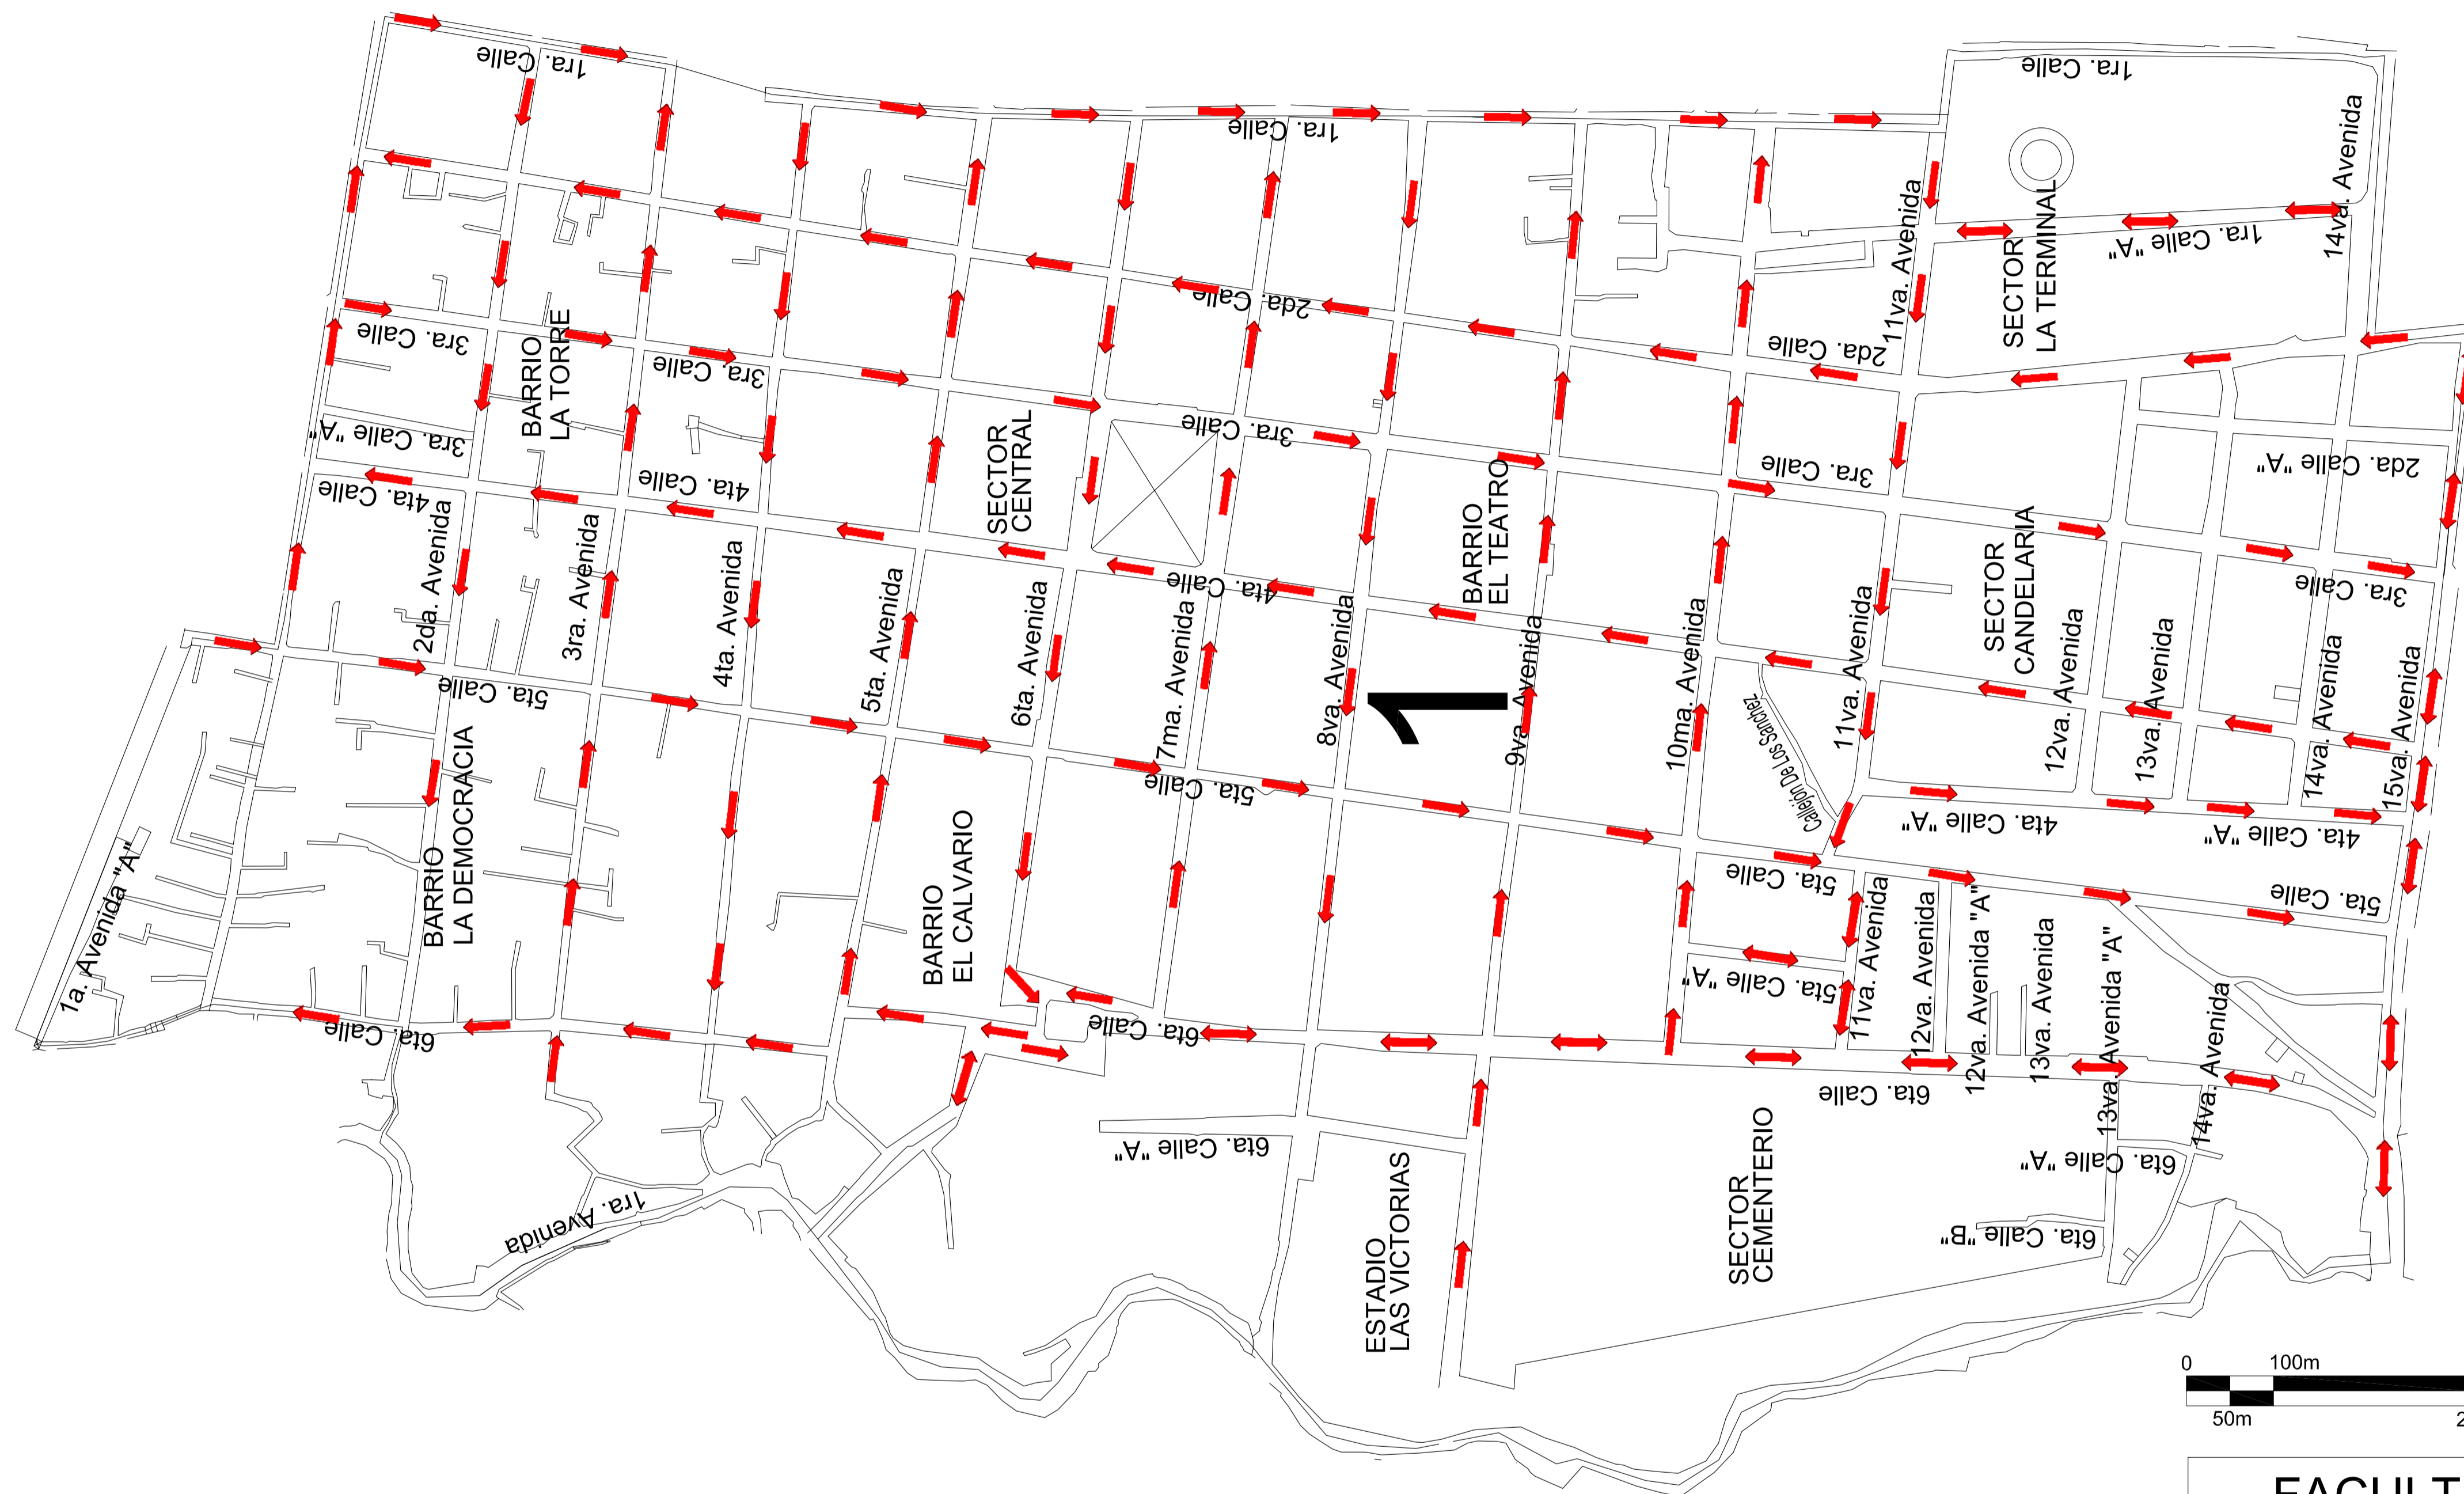 1ra. Calle
1ra. Calle
1ra. Calle
14va. Avenida
1ra. Calle "A"
11va. Avenida
SECTOR
LA TERMINAL
2da. Calle
2da. Calle
3ra. Calle
BARRIO
LA TORRE
3ra. Calle
3ra. Calle
3ra. Calle
2da. Calle "A"
3ra. Calle "A"
4ta. Calle
4ta. Calle
SECTOR
CENTRAL
BARRIO
EL TEATRO
SECTOR
CANDELARIA
3ra. Calle
2da. Avenida
3ra. Avenida
4ta. Avenida
5ta. Avenida
6ta. Avenida
7ma. Avenida
4ta. Calle
8va. Avenida
9va. Avenida
10ma. Avenida
11va. Avenida
12va. Avenida
13va. Avenida
14va. Avenida
15va. Avenida
1
5ta. Calle
5ta. Calle
Callejon De Los Sanchez
4ta. Calle "A"
4ta. Calle "A"
BARRIO
LA DEMOCRACIA
BARRIO
EL CALVARIO
5ta. Calle
5ta. Calle
1a. Avenida "A"
5ta. Calle "A"
11va. Avenida
12va. Avenida
12va. Avenida "A"
13va. Avenida
13va. Avenida "A"
14va. Avenida
6ta. Calle
6ta. Calle
6ta. Calle
6ta. Calle "A"
6ta. Calle "A"
1ra. Avenida
ESTADIO
LAS VICTORIAS
SECTOR
CEMENTERIO
6ta. Calle "B"
0 100m
50m 2